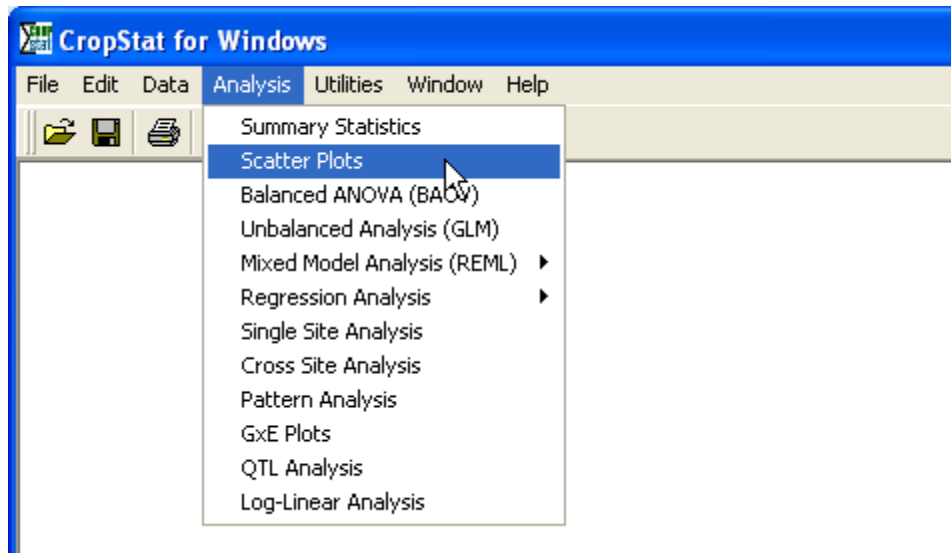 CropStat for Windows
File Edit Data Analysis Utilities Window Help
Summary Statistics
Scatter Plots
Balanced ANOVA (BAOV)
Unbalanced Analysis (GLM)
Mixed Model Analysis (REML)
Regression Analysis
Single Site Analysis
Cross Site Analysis
Pattern Analysis
GxE Plots
QTL Analysis
Log-Linear Analysis